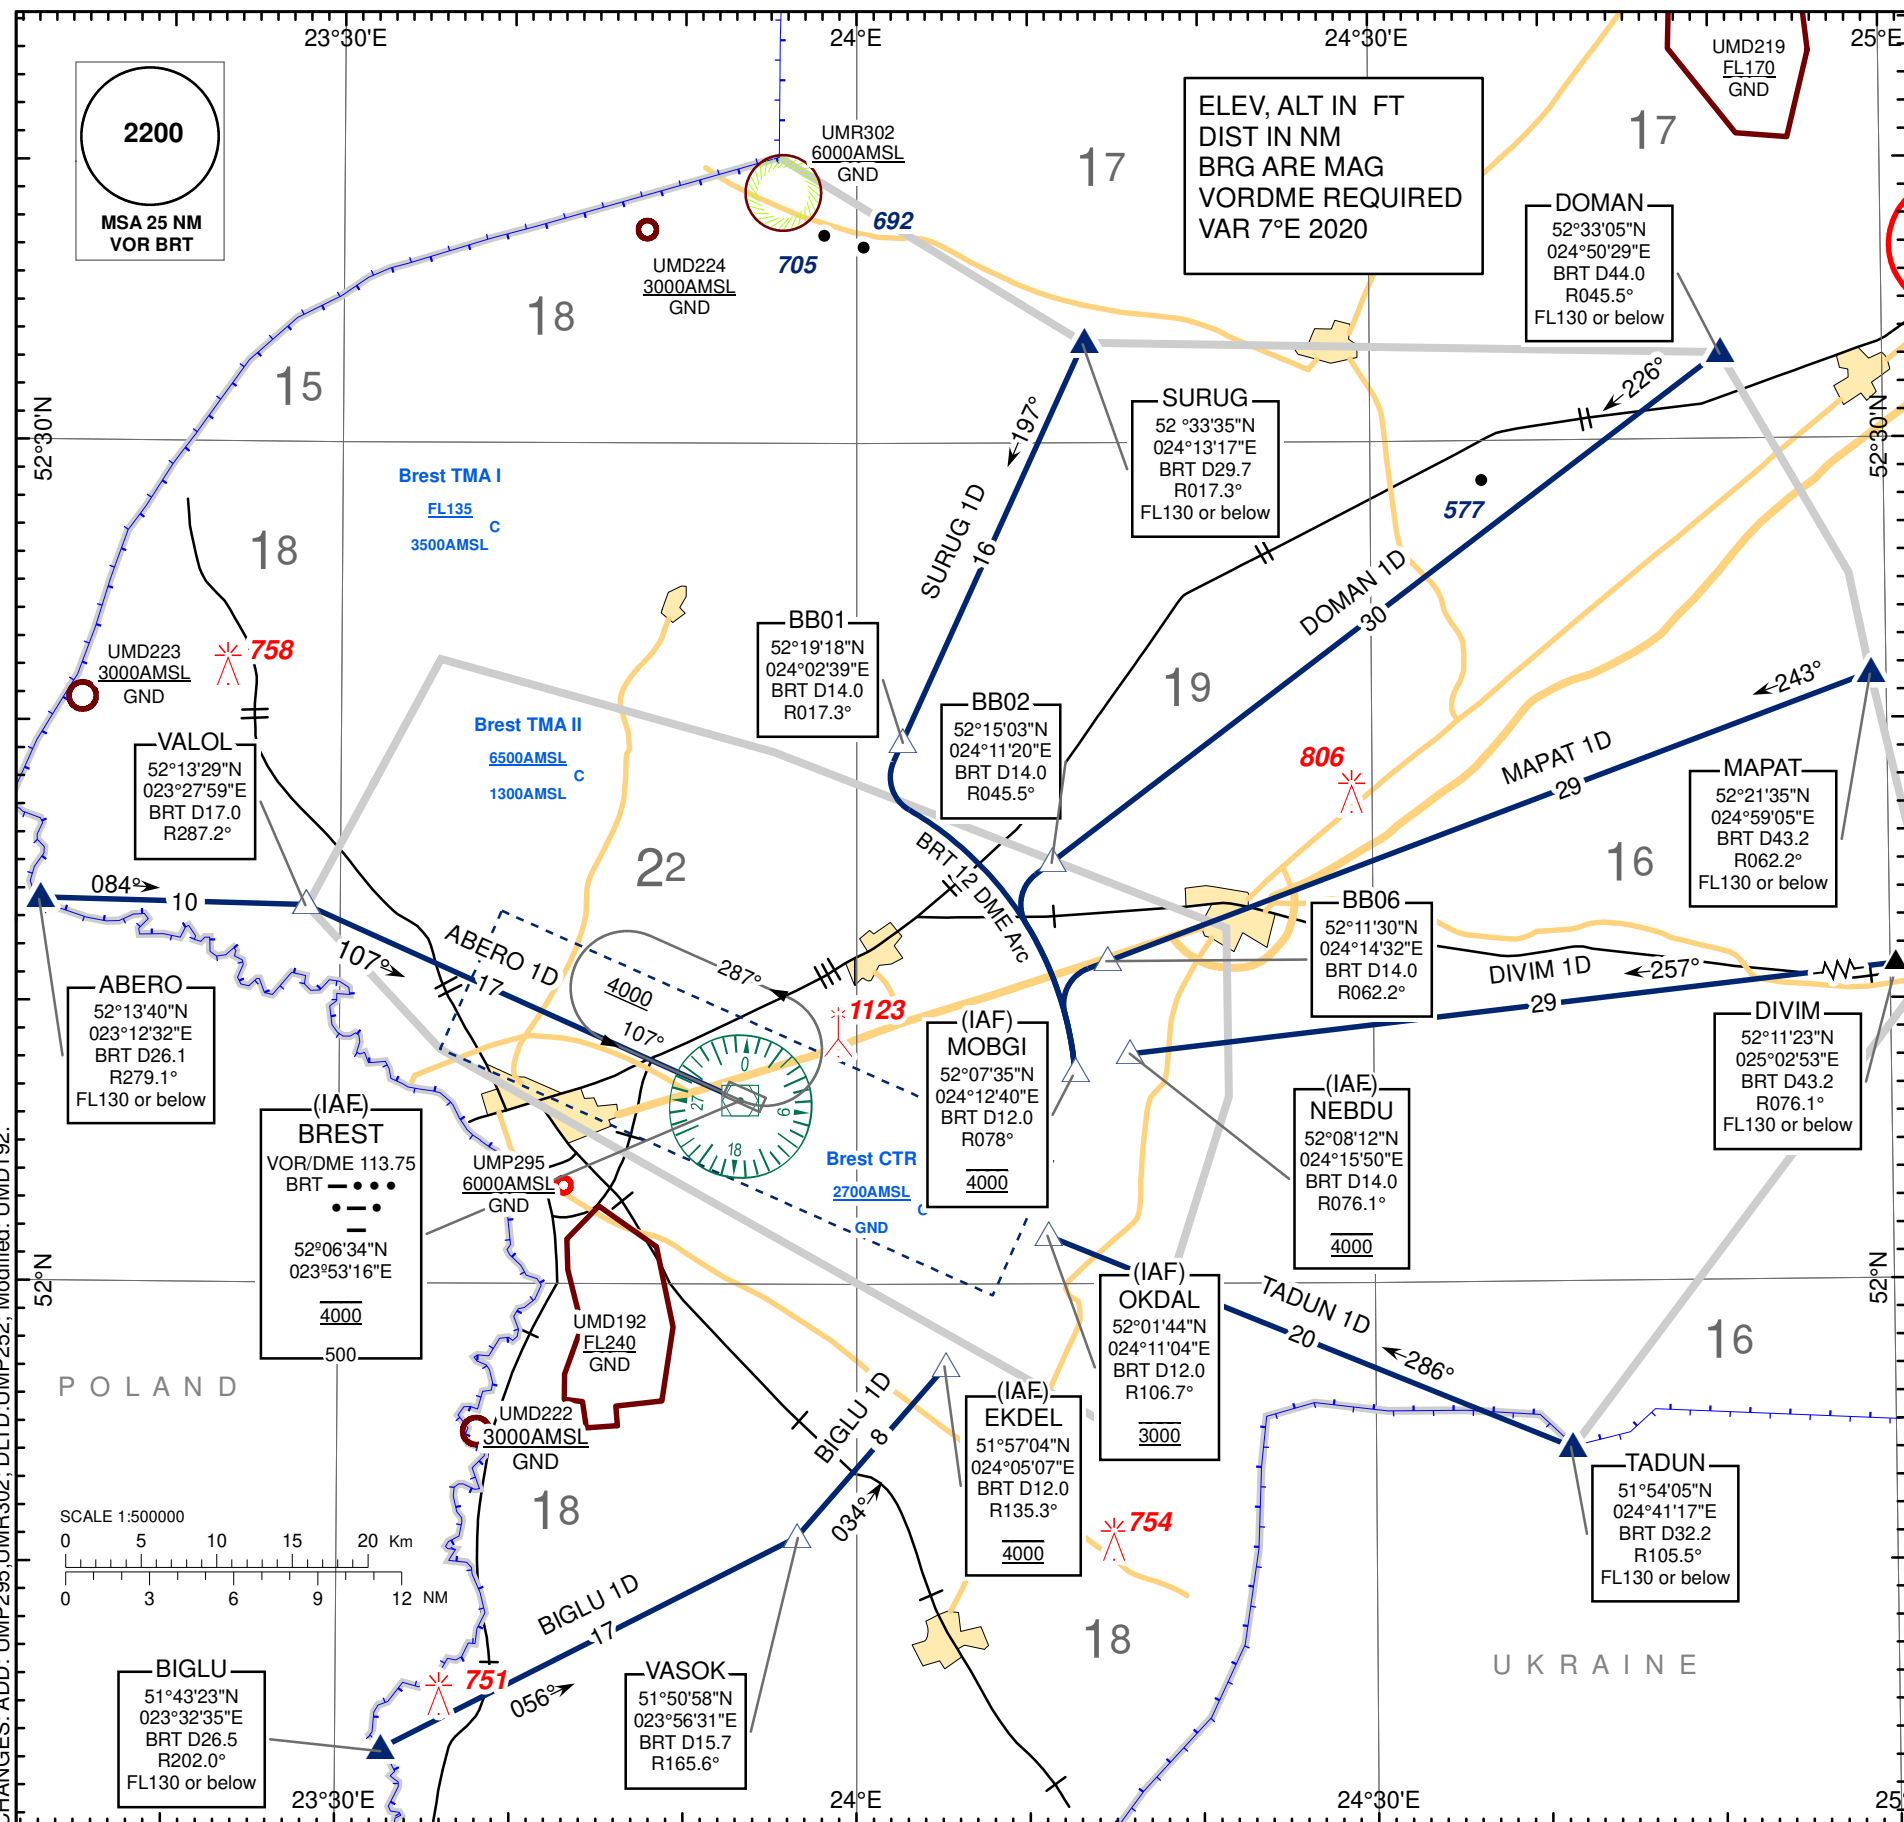 23°30'E
24°E
24°30'E
25°E
2200
MSA 25 NM
VOR BRT
UMR302
6000AMSL
GND
692
705
UMD224
3000AMSL
GND
17
ELEV, ALT IN FT
DIST IN NM
BRG ARE MAG
VORDME REQUIRED
VAR 7°E 2020
UMD219
FL170
GND
17
DOMAN
52°33'05"N
024°50'29"E
BRT D44.0
R045.5°
FL130 or below
18
15
52°30'N
52°30'N
226°
197°
SURUG
52 °33'35"N
024°13'17"E
BRT D29.7
R017.3°
FL130 or below
577
Brest TMA I
FL135
C
3500AMSL
18
SURUG 1D
16
DOMAN 1D
30
UMD223
3000AMSL
GND
758
BB01
52°19'18"N
024°02'39"E
BRT D14.0
R017.3°
BB02
52°15'03"N
024°11'20"E
BRT D14.0
R045.5°
19
243°
MAPAT 1D
29
806
MAPAT
52°21'35"N
024°59'05"E
BRT D43.2
R062.2°
FL130 or below
VALOL
52°13'29"N
023°27'59"E
BRT D17.0
R287.2°
Brest TMA II
6500AMSL
C
1300AMSL
22
BRT 12 DME Arc
16
084°
10
107°
ABERO 1D
17
287°
4000
107°
1123
BB06
52°11'30"N
024°14'32"E
BRT D14.0
R062.2°
DIVIM 1D
257°
29
ABERO
52°13'40"N
023°12'32"E
BRT D26.1
R279.1°
FL130 or below
(IAF)
MOBGI
52°07'35"N
024°12'40"E
BRT D12.0
R078°
4000
DIVIM
52°11'23"N
025°02'53"E
BRT D43.2
R076.1°
FL130 or below
0
9
18
27
(IAF)
BREST
VOR/DME 113.75
BRT
52º06'34"N
023º53'16"E
4000
500
UMP295
6000AMSL
GND
Brest CTR
2700AMSL
C
GND
(IAF)
NEBDU
52°08'12"N
024°15'50"E
BRT D14.0
R076.1°
4000
52°N
52°N
(IAF)
OKDAL
52°01'44"N
024°11'04"E
BRT D12.0
R106.7°
3000
TADUN 1D
20
286°
16
UMD192
FL240
GND
POLAND
UMD222
3000AMSL
GND
BIGLU 1D
8
034°
(IAF)
EKDEL
51°57'04"N
024°05'07"E
BRT D12.0
R135.3°
4000
754
TADUN
51°54'05"N
024°41'17"E
BRT D32.2
R105.5°
FL130 or below
SCALE 1:500000
0 5 10 15 20 Km
0 3 6 9 12 NM
18
BIGLU 1D
17
056°
751
18
UKRAINE
BIGLU
51°43'23"N
023°32'35"E
BRT D26.5
R202.0°
FL130 or below
VASOK
51°50'58"N
023°56'31"E
BRT D15.7
R165.6°
23°30'E
24°E
24°30'E
25
CHANGES: ADD: UMP295,UMR302; DLTD:UMP232; Modified: UMD192.